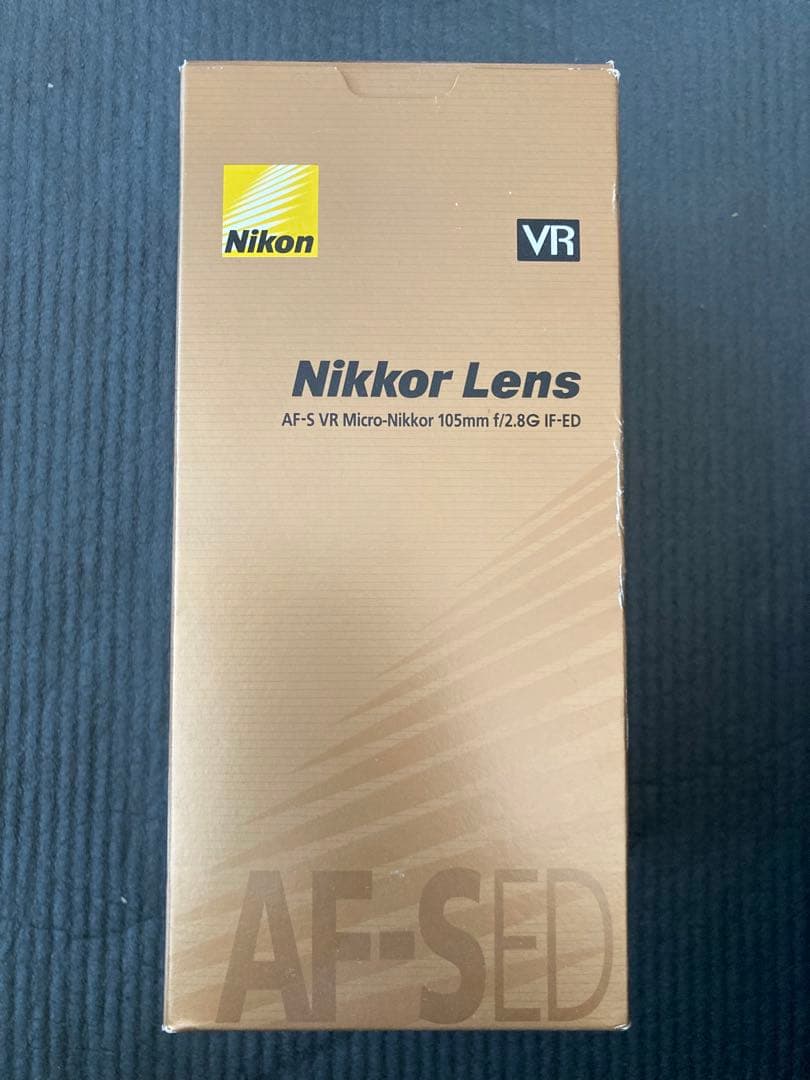 Nikon
VR
Nikkor Lens
AF-S VR Micro-Nikkor 105mm f/2.8G IF-ED
AF-S ED